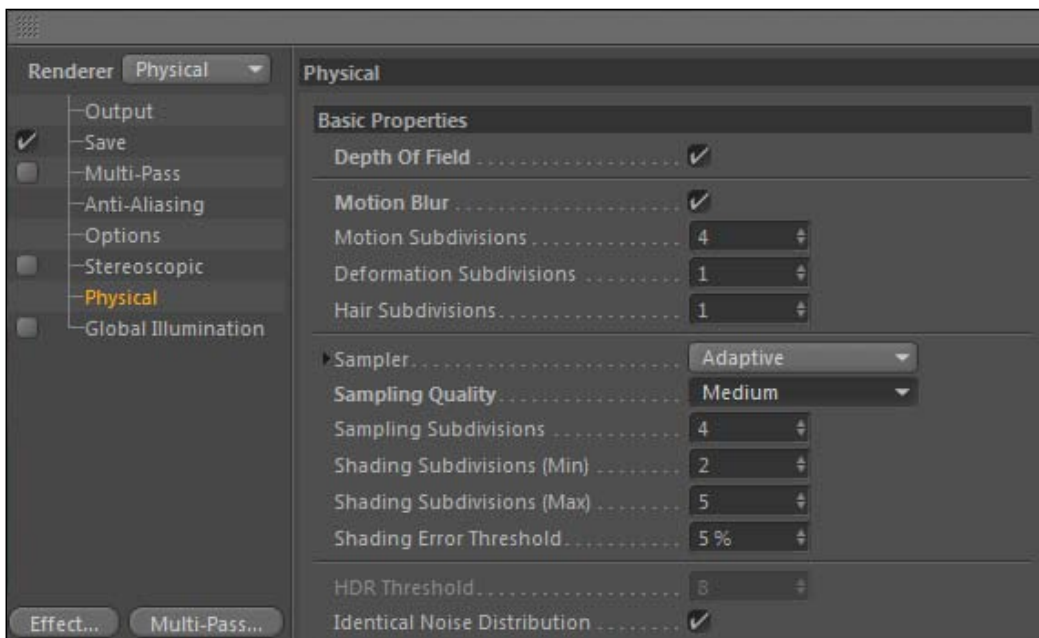 Renderer Physical
Output
Save
Multi-Pass
Anti-Aliasing
Options
Stereoscopic
Physical
Global Illumination
Effect... Multi-Pass...
Physical
Basic Properties
Depth Of Field
Motion Blur
Motion Subdivisions 4
Deformation Subdivisions 1
Hair Subdivisions 1
Sampler Adaptive
Sampling Quality Medium
Sampling Subdivisions 4
Shading Subdivisions (Min) 2
Shading Subdivisions (Max) 5
Shading Error Threshold 5 %
HDR Threshold 8
Identical Noise Distribution